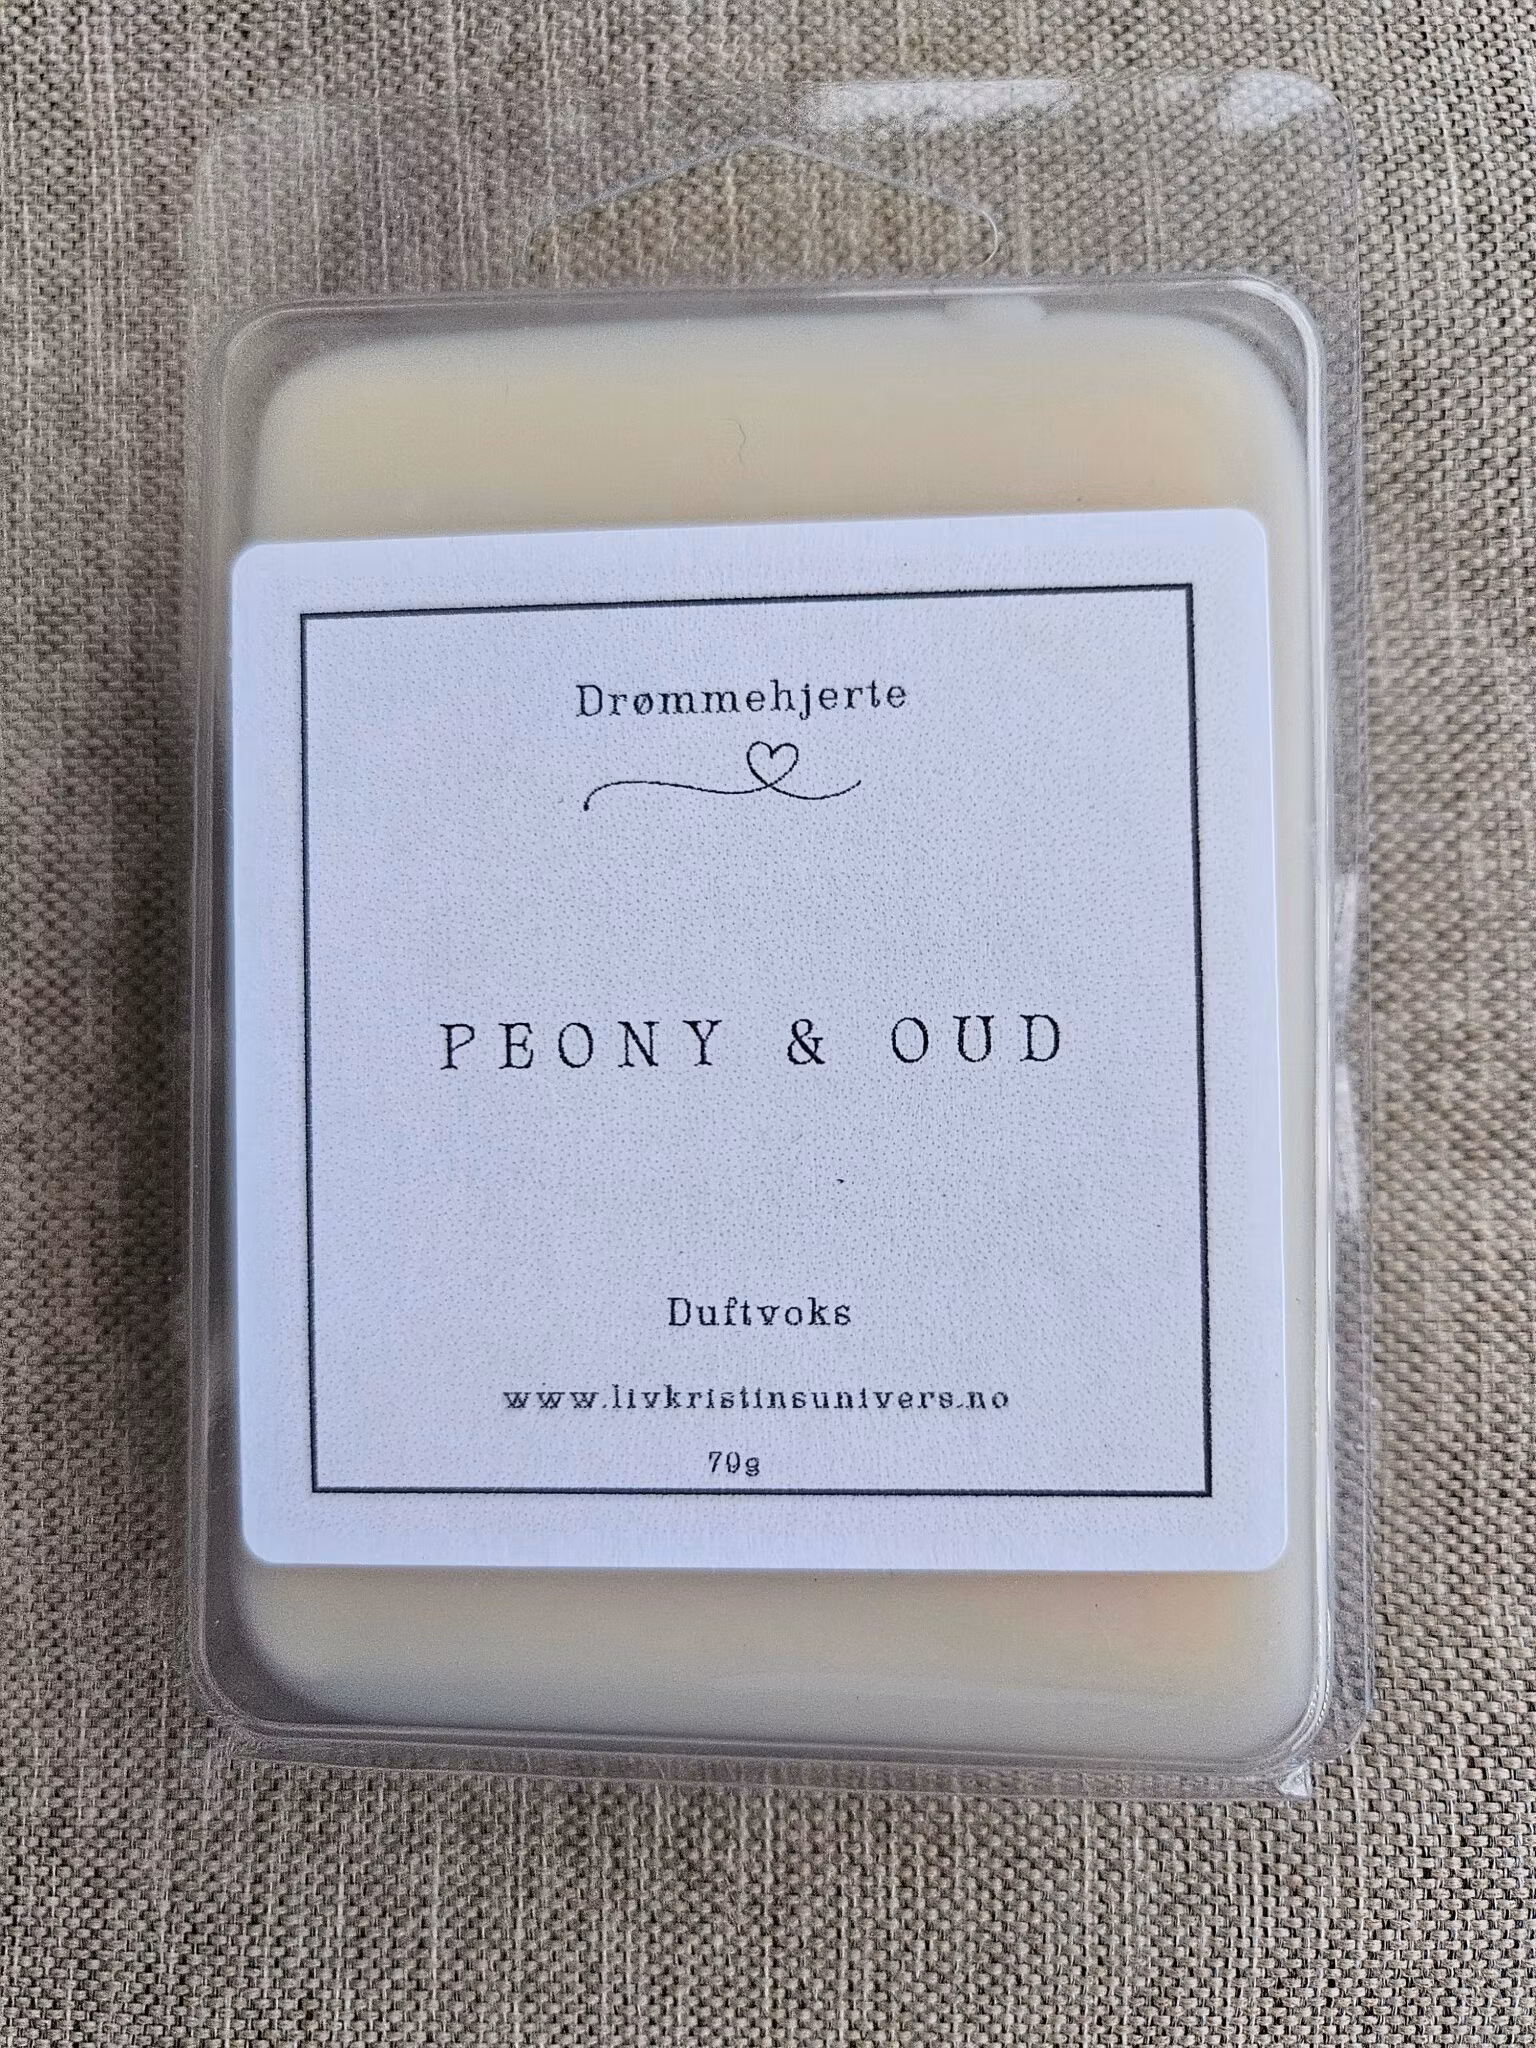 Drømmehjerte
PEONY & OUD
Duftvoks
www.livkristinsunivers.no
70g